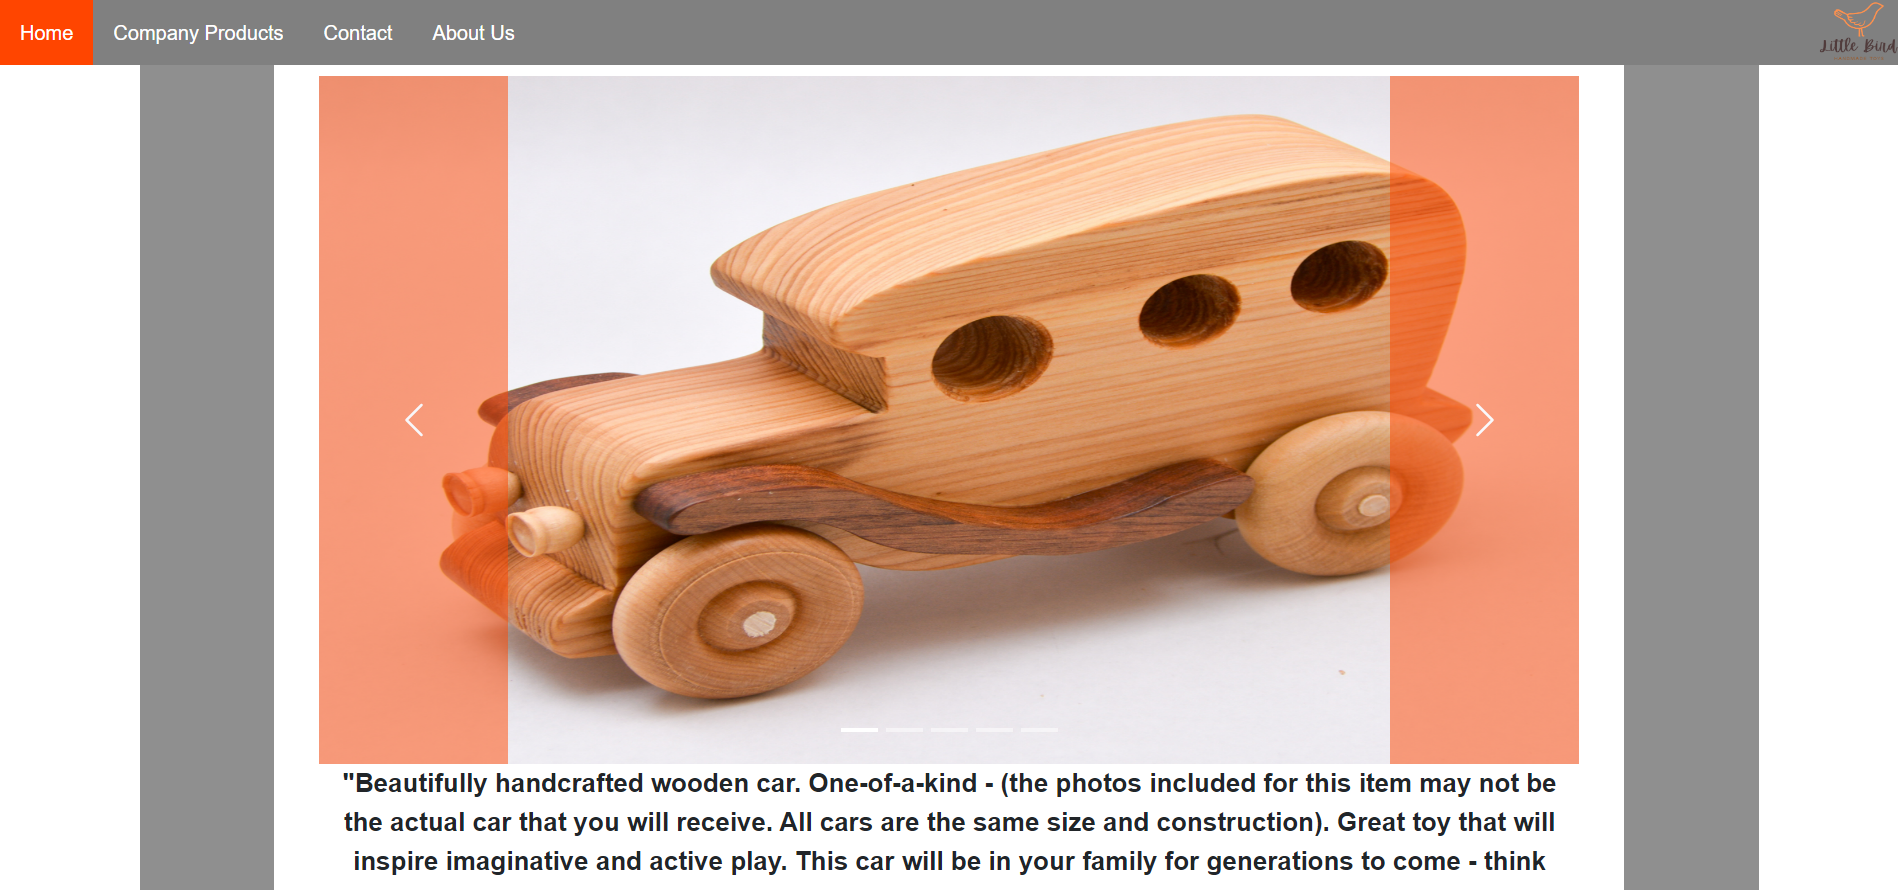 Home Company Products Contact About Us
Little Bird
"Beautifully handcrafted wooden car. One-of-a-kind - (the photos included for this item may not be
the actual car that you will receive. All cars are the same size and construction). Great toy that will
inspire imaginative and active play. This car will be in your family for generations to come - think